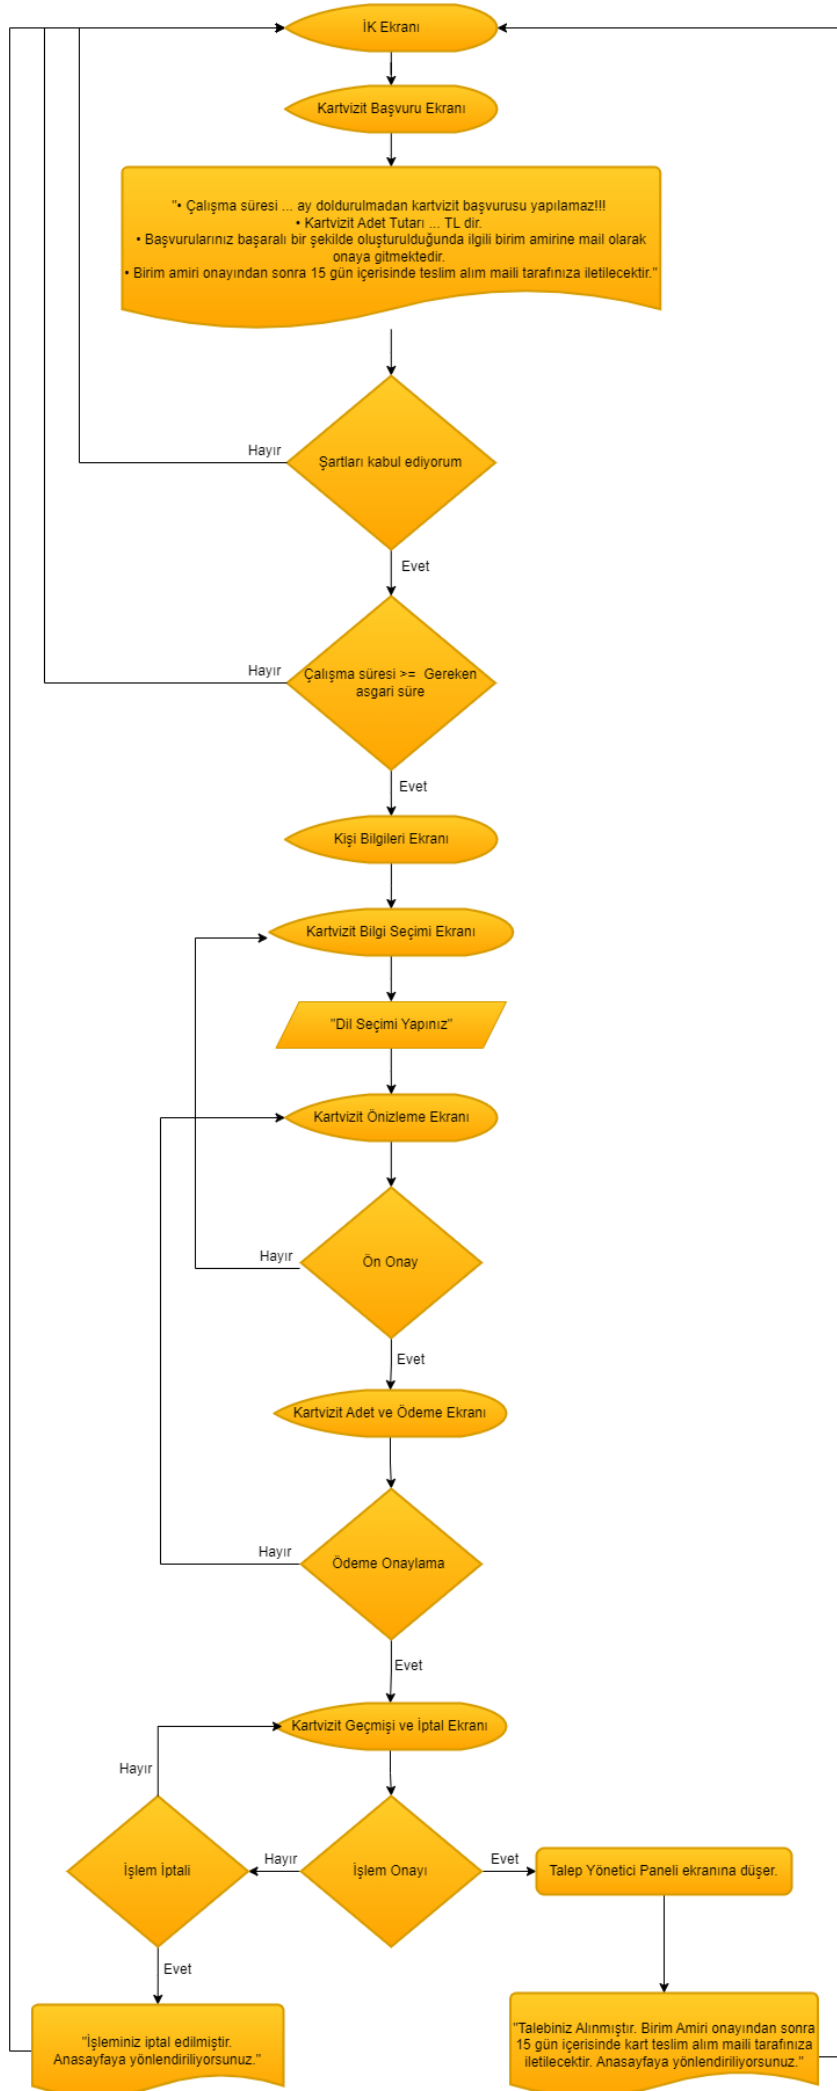 İK Ekranı
Kartvizit Başvuru Ekranı
"• Çalışma süresi ... ay doldurulmadan kartvizit başvurusu yapılamaz!!!
• Kartvizit Adet Tutarı ... TL dir.
• Başvurularınız başaralı bir şekilde oluşturulduğunda ilgili birim amirine mail olarak
onaya gitmektedir.
• Birim amiri onayından sonra 15 gün içerisinde teslim alım maili tarafınıza iletilecektir."
Hayır
Şartları kabul ediyorum
Evet
Hayır
Çalışma süresi >= Gereken
asgari süre
Evet
Kişi Bilgileri Ekranı
Kartvizit Bilgi Seçimi Ekranı
"Dil Seçimi Yapınız"
Kartvizit Önizleme Ekranı
Hayır
Ön Onay
Evet
Kartvizit Adet ve Ödeme Ekranı
Hayır
Ödeme Onaylama
Evet
Kartvizit Geçmişi ve İptal Ekranı
Hayır
İşlem İptali
Hayır
İşlem Onayı
Evet
Talep Yönetici Paneli ekranına düşer.
Evet
"İşleminiz iptal edilmiştir.
Anasayfaya yönlendiriliyorsunuz."
"Talebiniz Alınmıştır. Birim Amiri onayından sonra
15 gün içerisinde kart teslim alım maili tarafınıza
iletilecektir. Anasayfaya yönlendiriliyorsunuz."